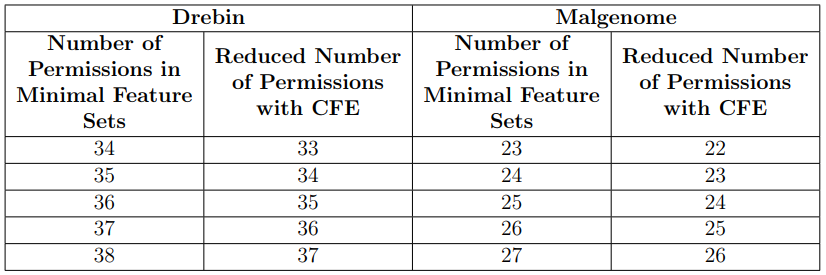 Drebin Malgenome
Number of Permissions in Minimal Feature Sets Reduced Number of Permissions with CFE Number of Permissions in Minimal Feature Sets Reduced Number of Permissions with CFE
34 33 23 22
35 34 24 23
36 35 25 24
37 36 26 25
38 37 27 26